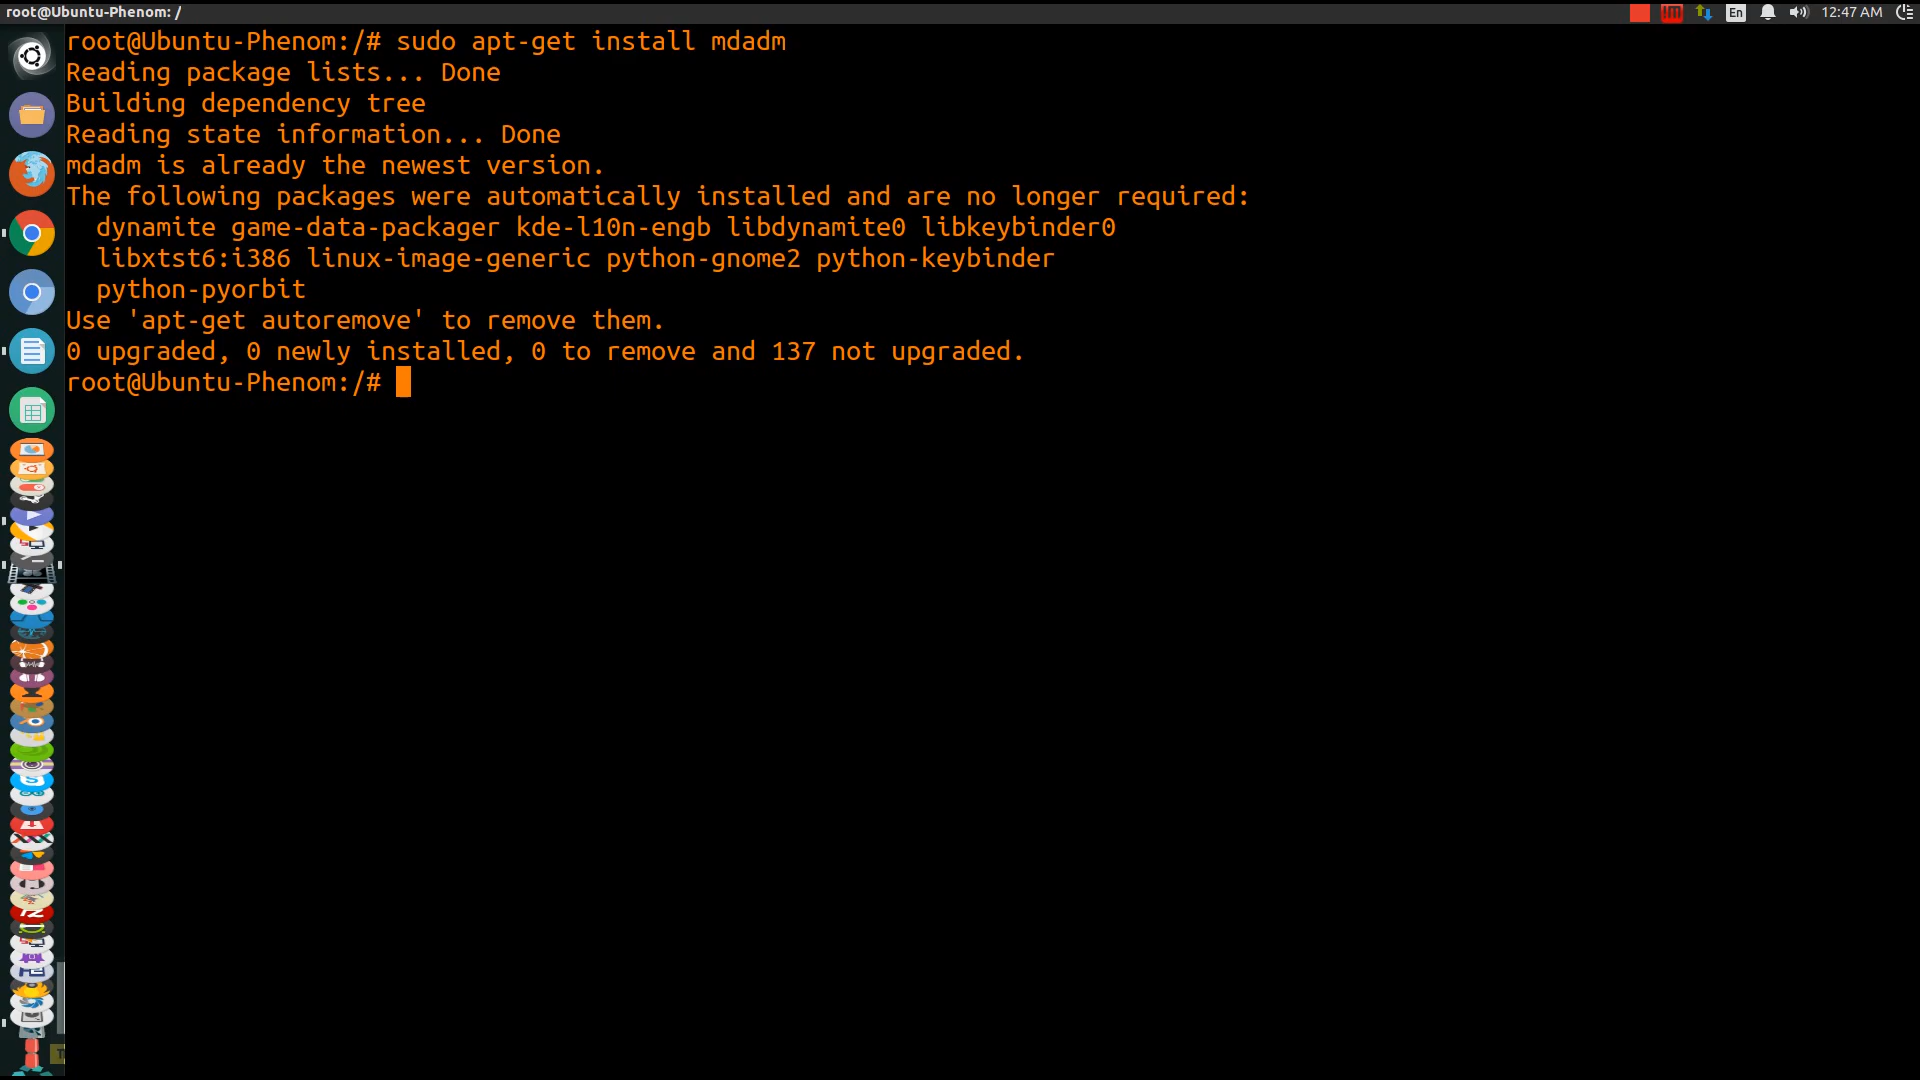 root@Ubuntu-Phenom: /
En
12:47 AM
root@Ubuntu-Phenom:/# sudo apt-get install mdadm
Reading package lists... Done
Building dependency tree
Reading state information... Done
mdadm is already the newest version.
The following packages were automatically installed and are no longer required:
  dynamite game-data-packager kde-l10n-engb libdynamite0 libkeybinder0
  libxtst6:i386 linux-image-generic python-gnome2 python-keybinder
  python-pyorbit
Use 'apt-get autoremove' to remove them.
0 upgraded, 0 newly installed, 0 to remove and 137 not upgraded.
root@Ubuntu-Phenom:/#